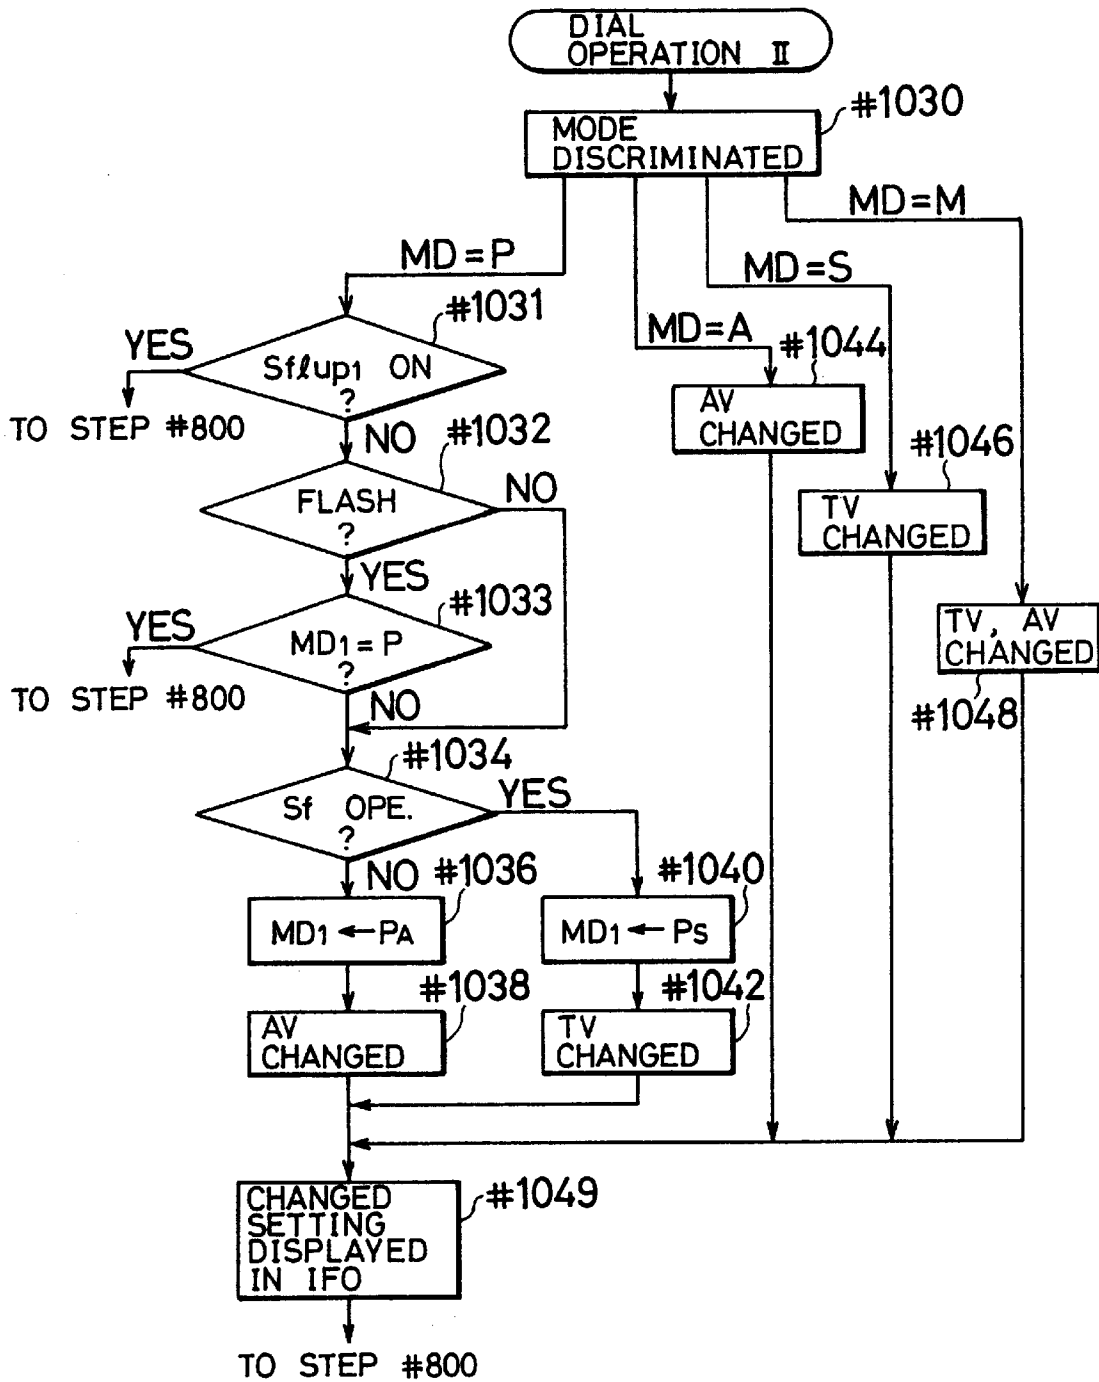 DIAL
OPERATION II
#1030
MODE
DISCRIMINATED
MD=M
MD=P
MD=S
#1031
MD=A
#1044
YES
Sflup1 ON
?
AV
CHANGED
TO STEP #800
NO
#1032
#1046
FLASH
?
NO
TV
CHANGED
YES
#1033
YES
MD1=P
?
TV, AV
CHANGED
TO STEP #800
NO
#1048
#1034
Sf OPE.
?
YES
NO
#1036
#1040
MD1←PA
MD1←PS
#1038
#1042
AV
CHANGED
TV
CHANGED
#1049
CHANGED
SETTING
DISPLAYED
IN IFO
TO STEP #800